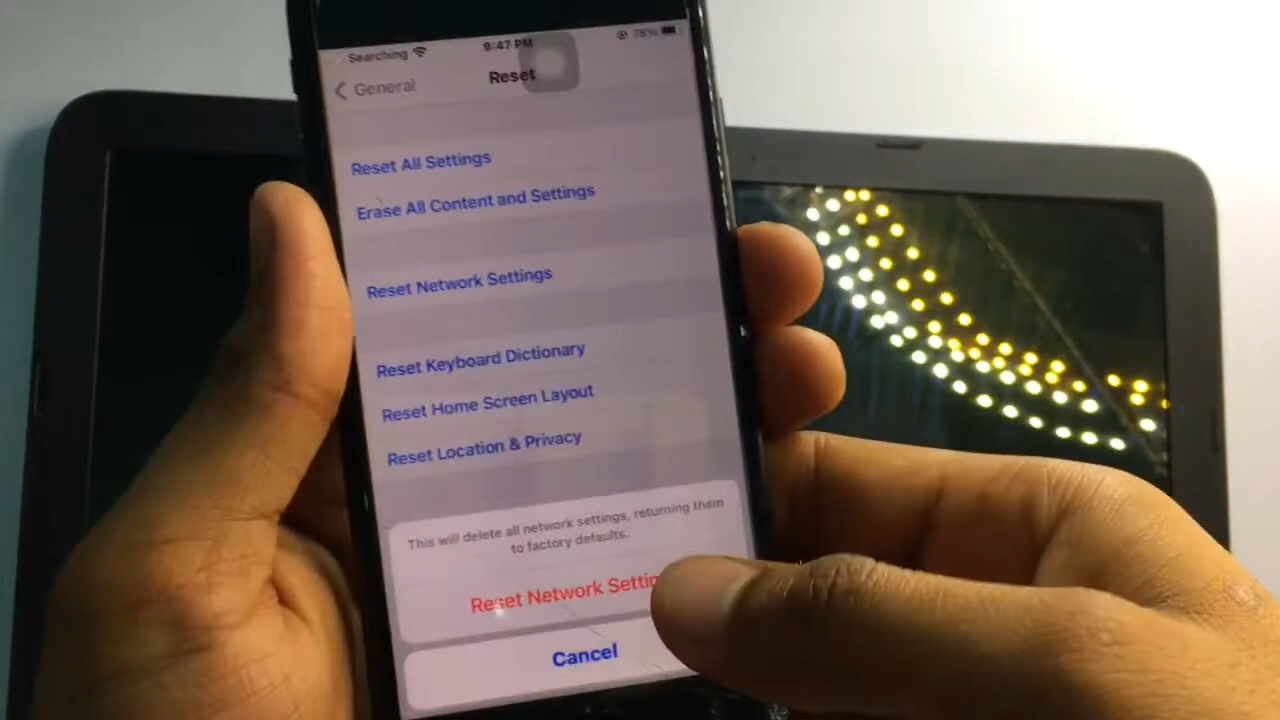 Searching 9:47 PM 76%
General Reset
Reset All Settings
Erase All Content and Settings
Reset Network Settings
Reset Keyboard Dictionary
Reset Home Screen Layout
Reset Location & Privacy
This will delete all network settings, returning them
to factory defaults.
Reset Network Settin
Cancel